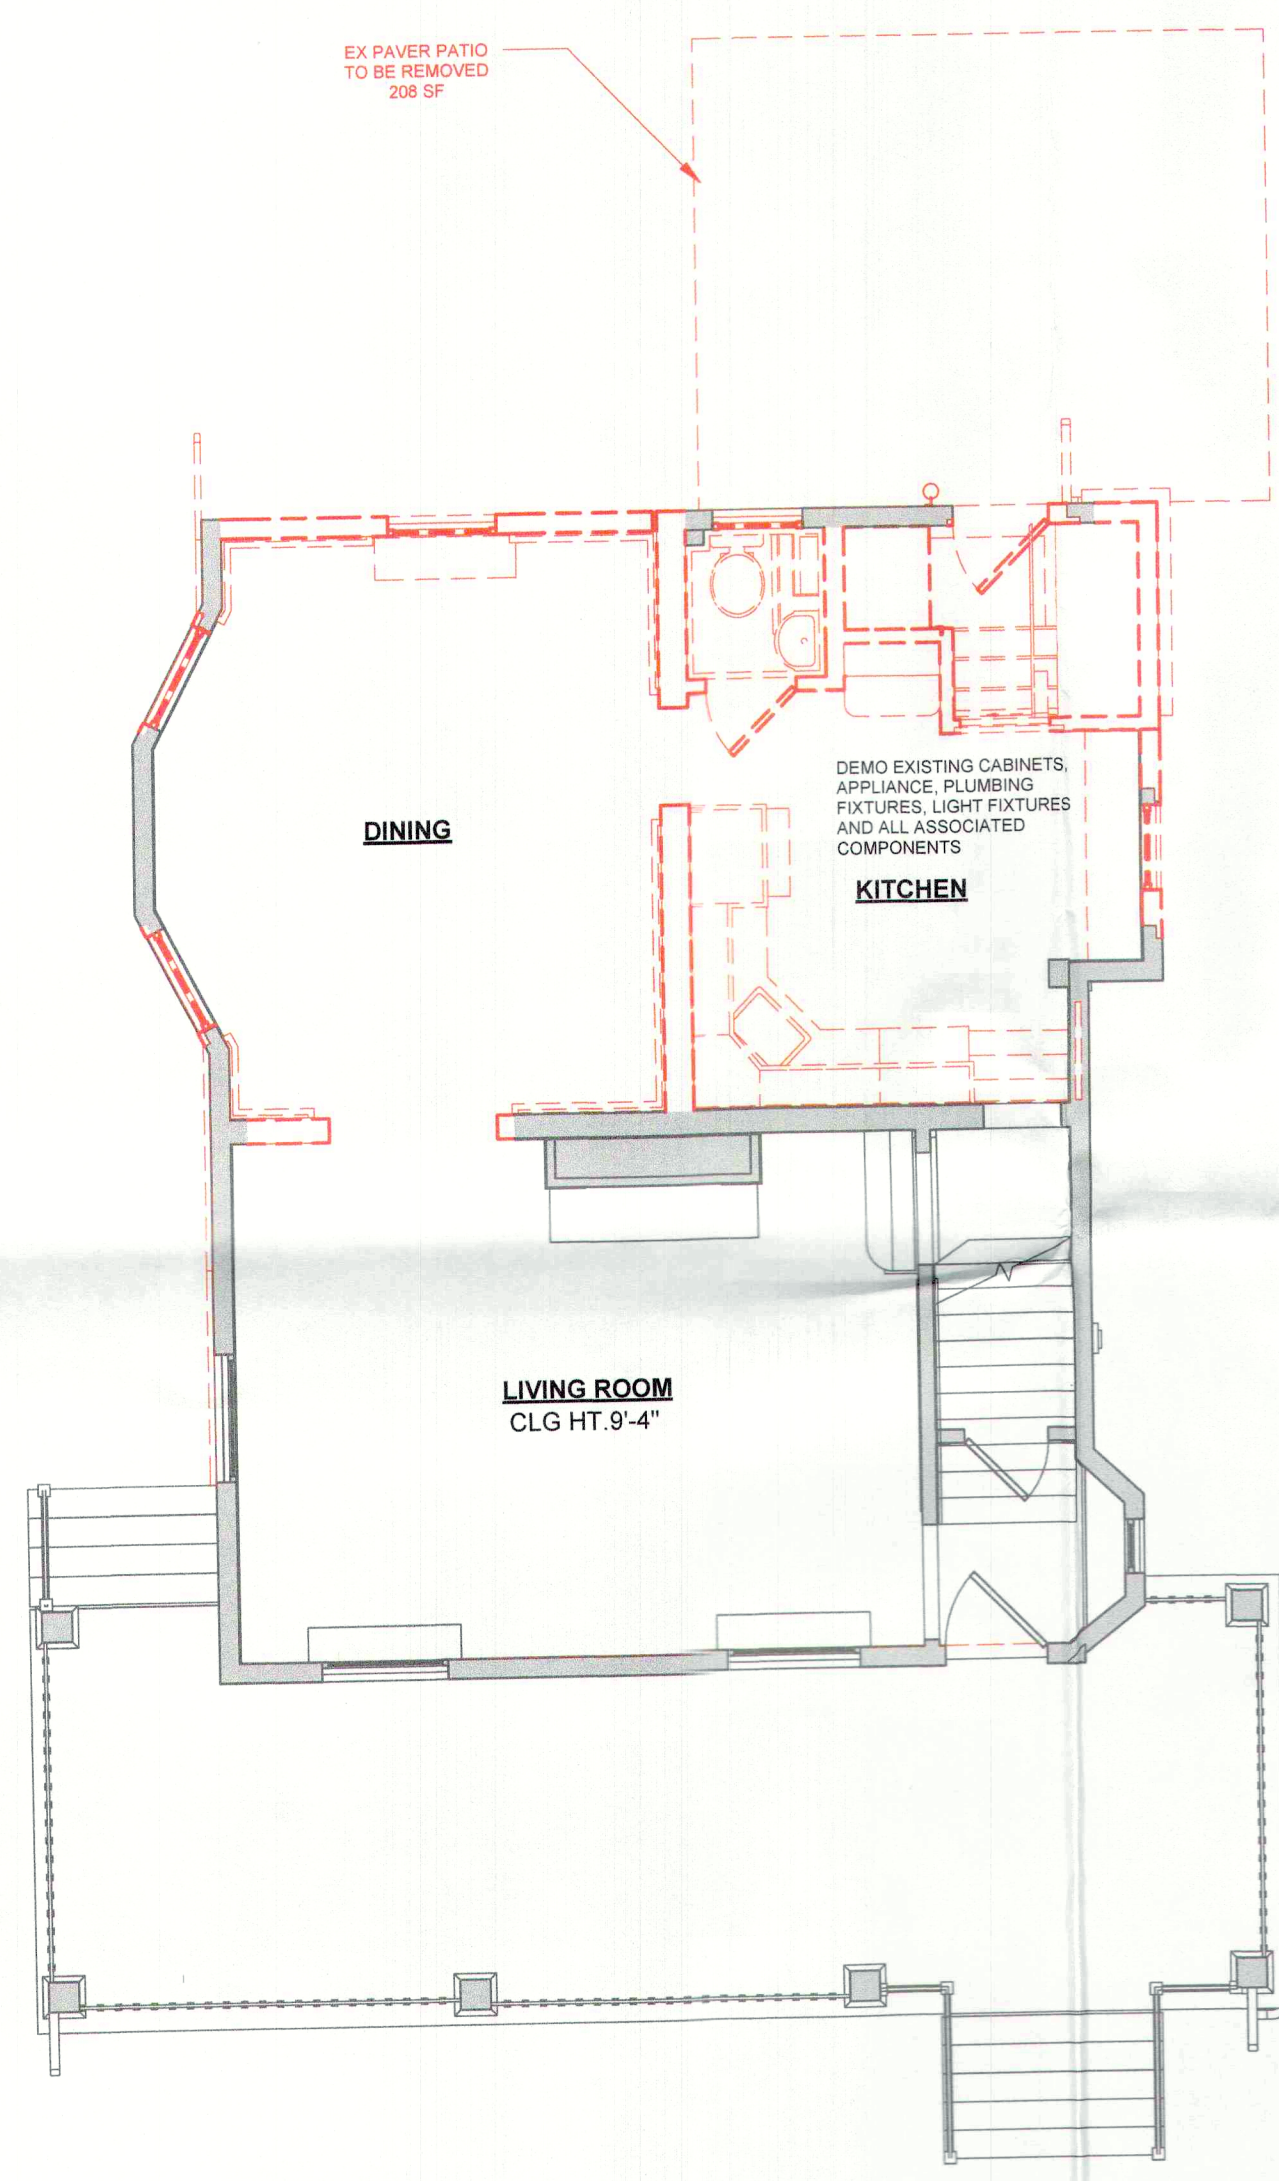 EX PAVER PATIO
TO BE REMOVED
208 SF
DEMO EXISTING CABINETS,
APPLIANCE, PLUMBING
FIXTURES, LIGHT FIXTURES
AND ALL ASSOCIATED
COMPONENTS
DINING
KITCHEN
LIVING ROOM
CLG HT.9'-4"